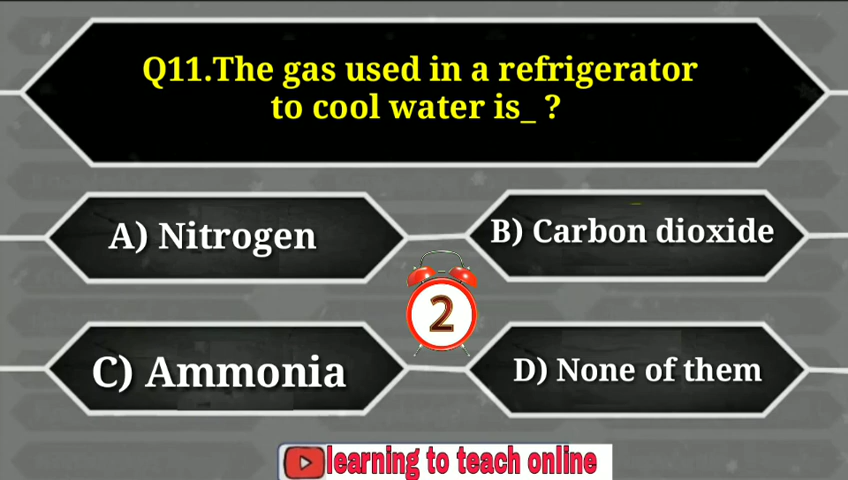 Q11.The gas used in a refrigerator
to cool water is_ ?
A) Nitrogen
B) Carbon dioxide
2
C) Ammonia
D) None of them
learning to teach online